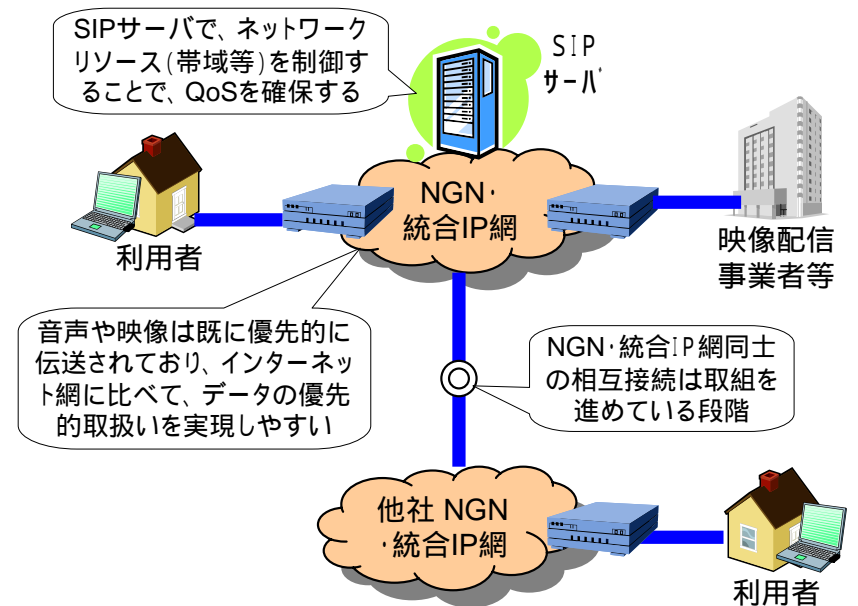 SIPサーバで、ネットワーク
リソース(帯域等)を制御す
ることで、QoSを確保する
SIP
サーバ
NGN・
統合IP網
利用者
映像配信
事業者等
音声や映像は既に優先的に
伝送されており、インターネッ
ト網に比べて、データの優先
的取扱いを実現しやすい
NGN・統合IP網同士
の相互接続は取組を
進めている段階
他社 NGN
・統合IP網
利用者